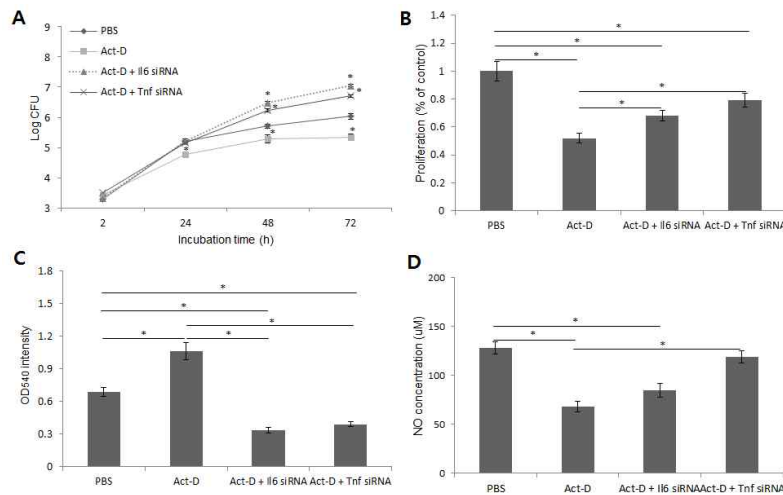 A
PBS
Act-D
Act-D + Il6 siRNA
Act-D + Tnf siRNA
Log CFU
9
8
7
6
5
4
3
*
*
*
*
*
*
*
2 24 48 72
Incubation time (h)
B
Proliferation (% of control)
1.4
1.2
1
0.8
0.6
0.4
0.2
0
*
*
*
*
*
PBS Act-D Act-D + Il6 siRNA Act-D + Tnf siRNA
C
OD540 intensity
1.8
1.5
1.2
0.9
0.6
0.3
0
*
*
* *
*
PBS Act-D Act-D + Il6 siRNA Act-D + Tnf siRNA
D
NO concentration (uM)
200
150
100
50
0
*
*
*
PBS Act-D Act-D + Il6 siRNA Act-D + Tnf siRNA